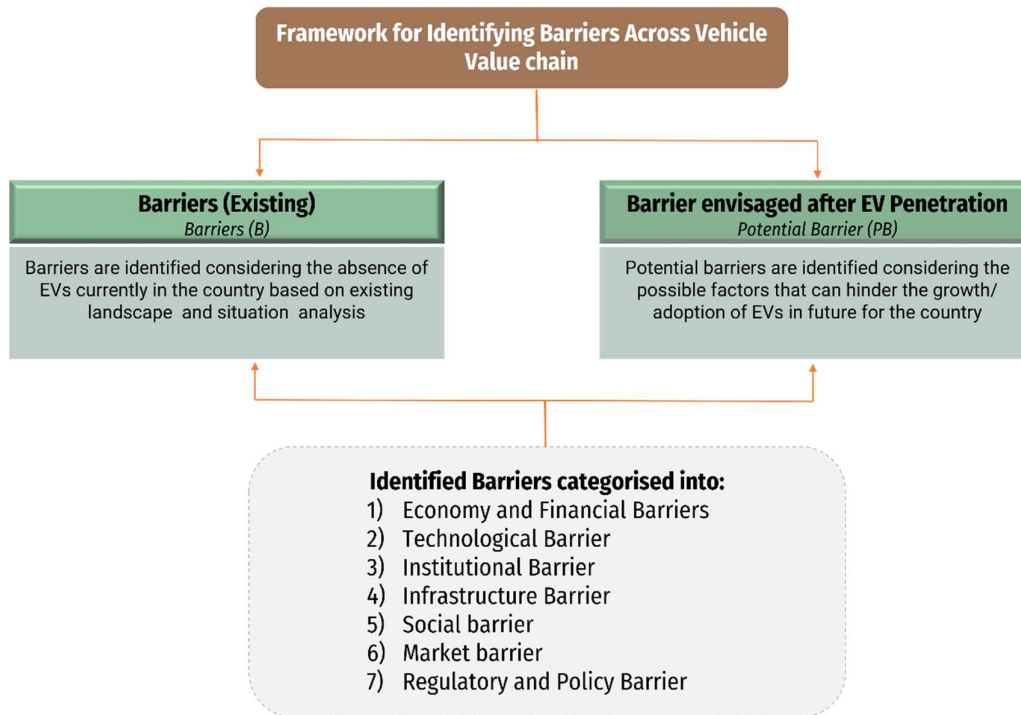 Framework for Identifying Barriers Across Vehicle
Value chain
Barriers (Existing)
Barriers (B)
Barriers are identified considering the absence of
EVs currently in the country based on existing
landscape and situation analysis
Barrier envisaged after EV Penetration
Potential Barrier (PB)
Potential barriers are identified considering the
possible factors that can hinder the growth/
adoption of EVs in future for the country
Identified Barriers categorised into:
1) Economy and Financial Barriers
2) Technological Barrier
3) Institutional Barrier
4) Infrastructure Barrier
5) Social barrier
6) Market barrier
7) Regulatory and Policy Barrier